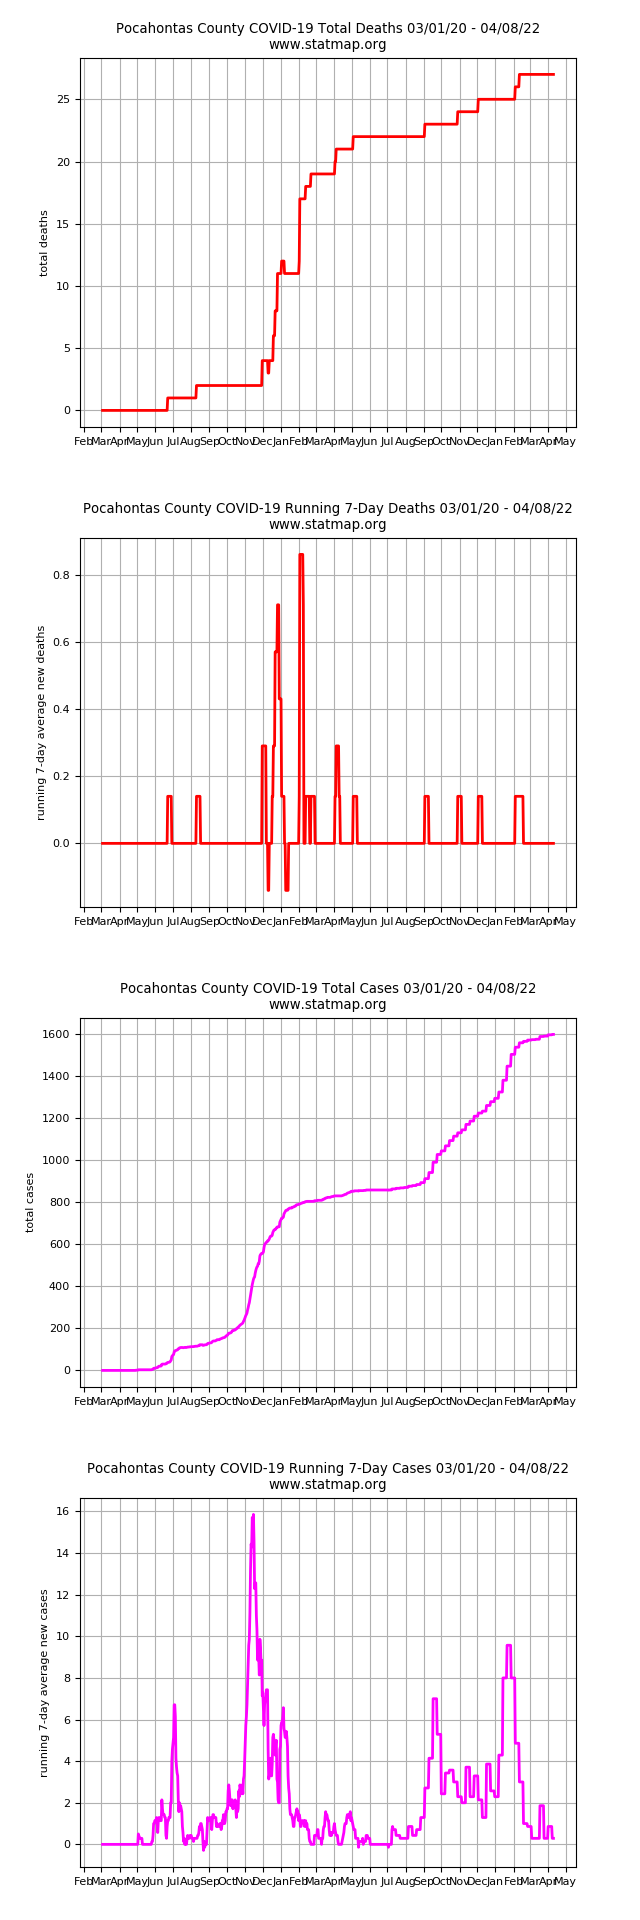 Pocahontas County COVID-19 Total Deaths 03/01/20 - 04/08/22
www.statmap.org
25
20
15
10
5
0
total deaths
Feb Mar Apr May Jun Jul Aug Sep Oct Nov Dec Jan Feb Mar Apr May Jun Jul Aug Sep Oct Nov Dec Jan Feb Mar Apr May
Pocahontas County COVID-19 Running 7-Day Deaths 03/01/20 - 04/08/22
www.statmap.org
0.8
0.6
0.4
0.2
0.0
running 7-day average new deaths
Feb Mar Apr May Jun Jul Aug Sep Oct Nov Dec Jan Feb Mar Apr May Jun Jul Aug Sep Oct Nov Dec Jan Feb Mar Apr May
Pocahontas County COVID-19 Total Cases 03/01/20 - 04/08/22
www.statmap.org
1600
1400
1200
1000
800
600
400
200
0
total cases
Feb Mar Apr May Jun Jul Aug Sep Oct Nov Dec Jan Feb Mar Apr May Jun Jul Aug Sep Oct Nov Dec Jan Feb Mar Apr May
Pocahontas County COVID-19 Running 7-Day Cases 03/01/20 - 04/08/22
www.statmap.org
16
14
12
10
8
6
4
2
0
running 7-day average new cases
Feb Mar Apr May Jun Jul Aug Sep Oct Nov Dec Jan Feb Mar Apr May Jun Jul Aug Sep Oct Nov Dec Jan Feb Mar Apr May